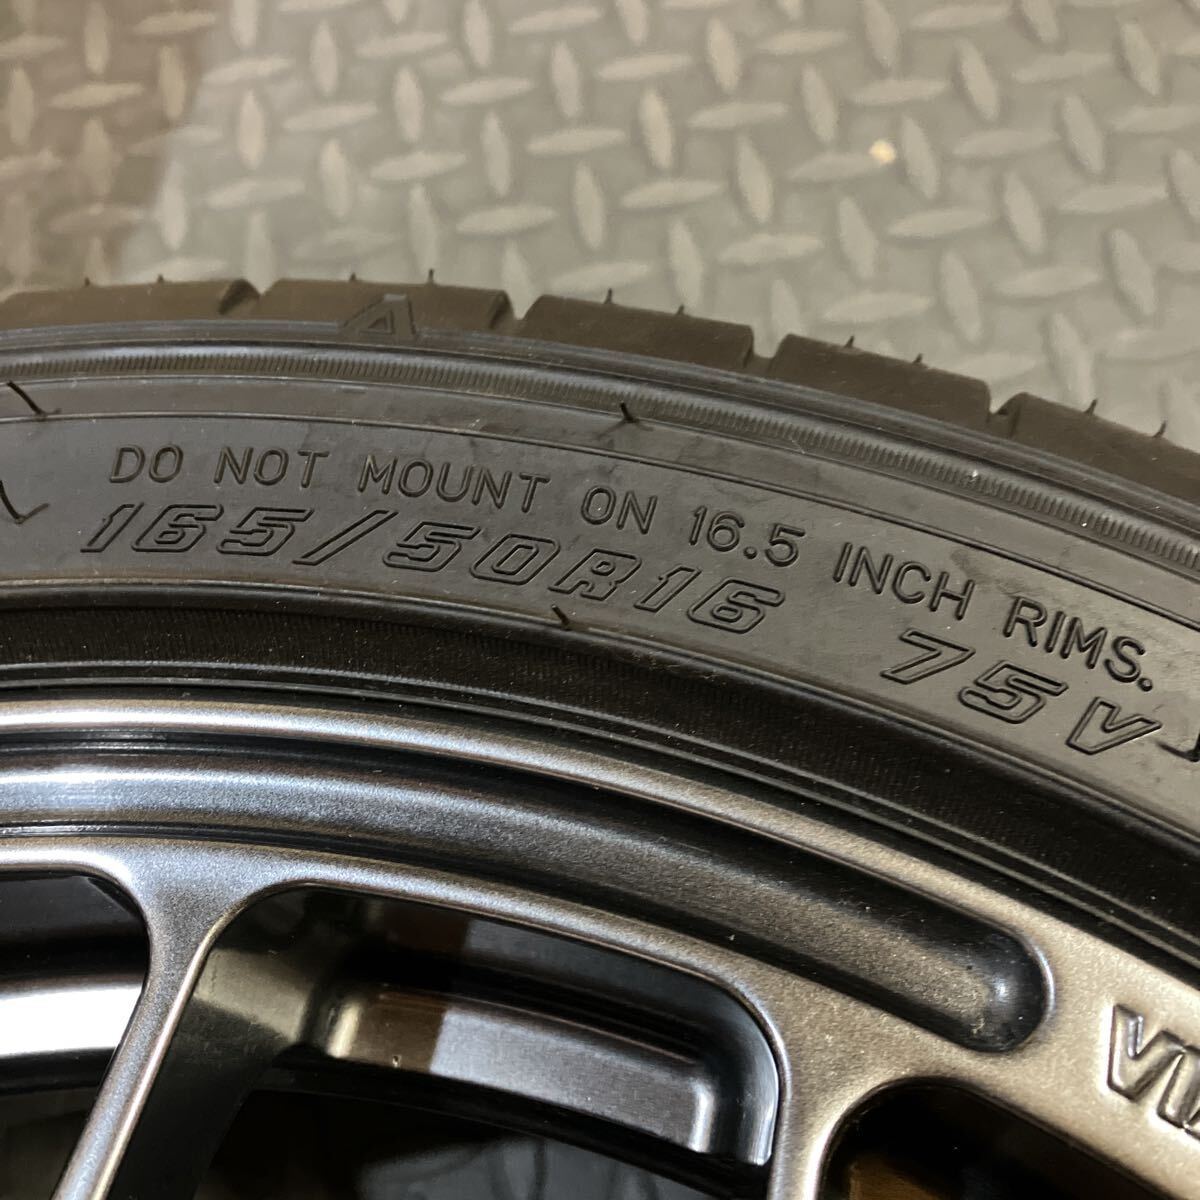 DO NOT MOUNT ON 16.5 INCH RIMS.
165/50R16 75V